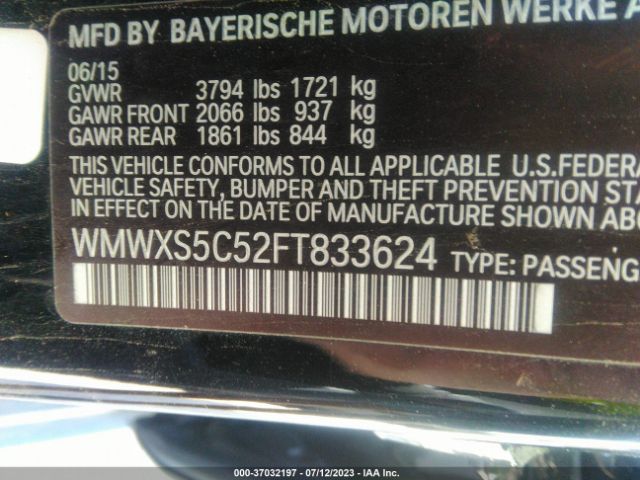 MFD BY BAYERISCHE MOTOREN WERKE A
06/15
GVWR 3794 lbs 1721 kg
GAWR FRONT 2066 lbs 937 kg
GAWR REAR 1861 lbs 844 kg
THIS VEHICLE CONFORMS TO ALL APPLICABLE U.S.FEDERA
VEHICLE SAFETY, BUMPER AND THEFT PREVENTION STA
IN EFFECT ON THE DATE OF MANUFACTURE SHOWN ABO
WMWXS5C52FT833624 TYPE: PASSENG
000-37032197 - 07/12/2023 - IAA Inc.